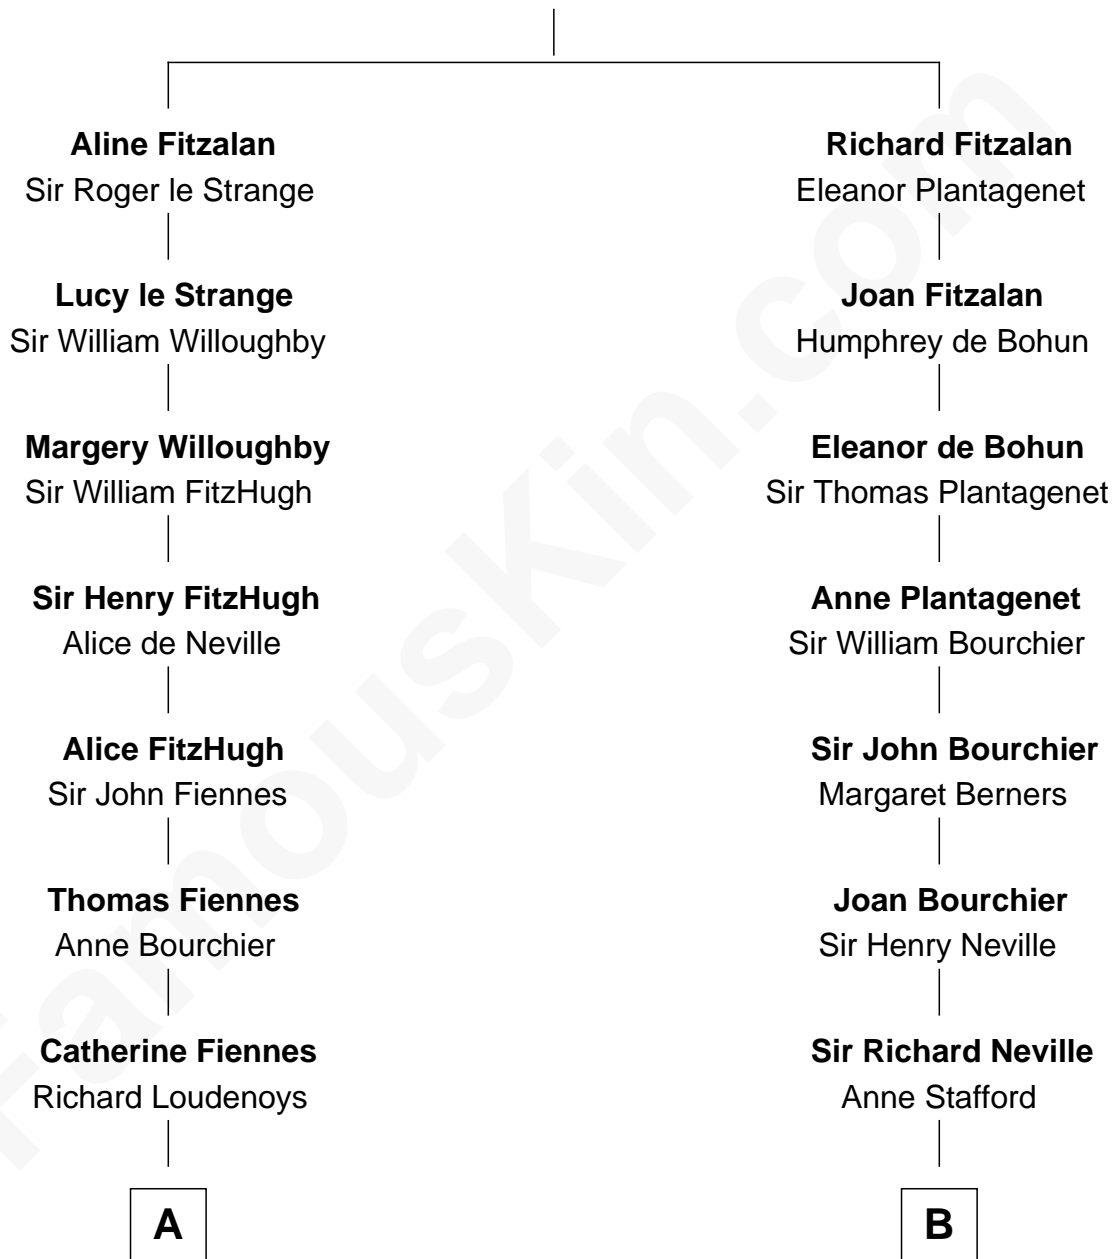 Aline Fitzalan
Sir Roger le Strange
Richard Fitzalan
Eleanor Plantagenet
Lucy le Strange
Sir William Willoughby
Joan Fitzalan
Humphrey de Bohun
Margery Willoughby
Sir William FitzHugh
Eleanor de Bohun
Sir Thomas Plantagenet
Sir Henry FitzHugh
Alice de Neville
Anne Plantagenet
Sir William Bourchier
Alice FitzHugh
Sir John Fiennes
Sir John Bourchier
Margaret Berners
Thomas Fiennes
Anne Bourchier
Joan Bourchier
Sir Henry Neville
Catherine Fiennes
Richard Loudenoys
Sir Richard Neville
Anne Stafford
A
B
FamousKin.com